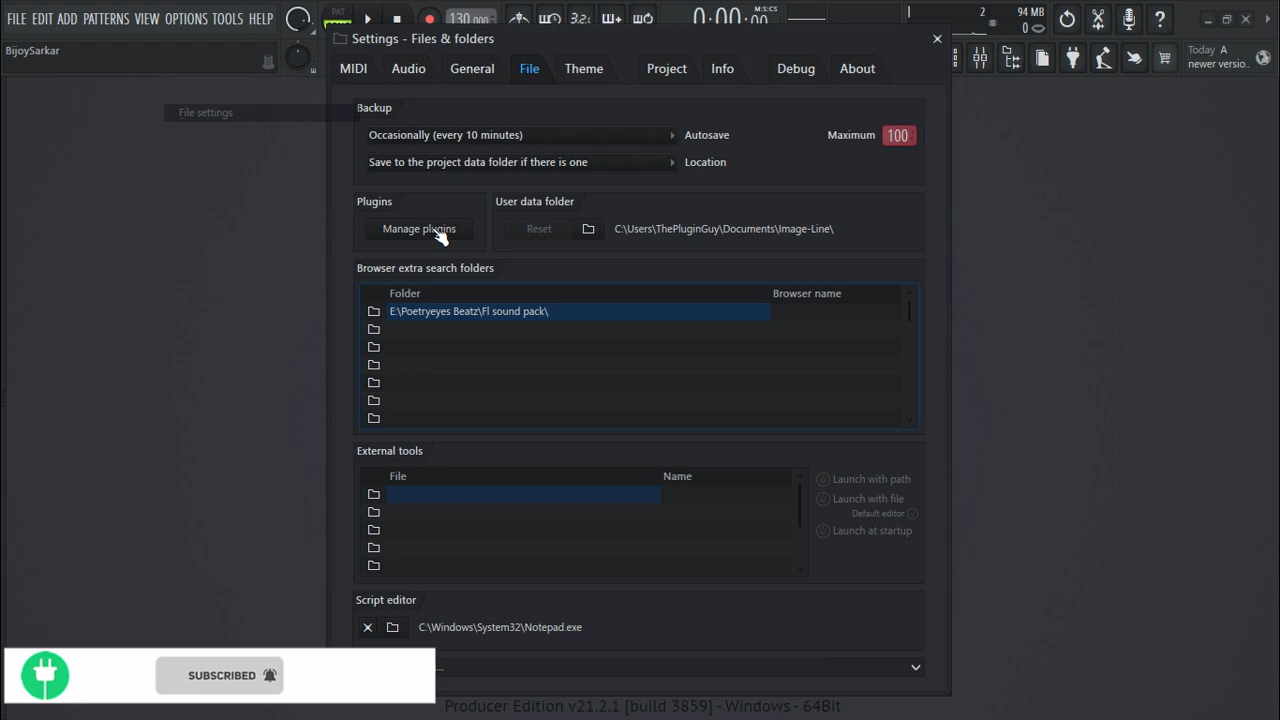 FILE EDIT ADD PATTERNS VIEW OPTIONS TOOLS HELP
PAT
130.000
3.2.
0:00:00
M:S:CS
2
94 MB
0
BijoySarkar
Today A
newer versio..
File settings
Settings - Files & folders
MIDI Audio General File Theme Project Info Debug About
Backup
Occasionally (every 10 minutes) Autosave Maximum 100
Save to the project data folder if there is one Location
Plugins User data folder
Manage plugins Reset C:\Users\ThePluginGuy\Documents\Image-Line\
Browser extra search folders
Folder Browser name
E:\Poetryeyes Beatz\Fl sound pack\
External tools
File Name
Launch with path
Launch with file
Default editor
Launch at startup
Script editor
C:\Windows\System32\Notepad.exe
SUBSCRIBED
Producer Edition v21.2.1 [build 3859] - Windows - 64Bit